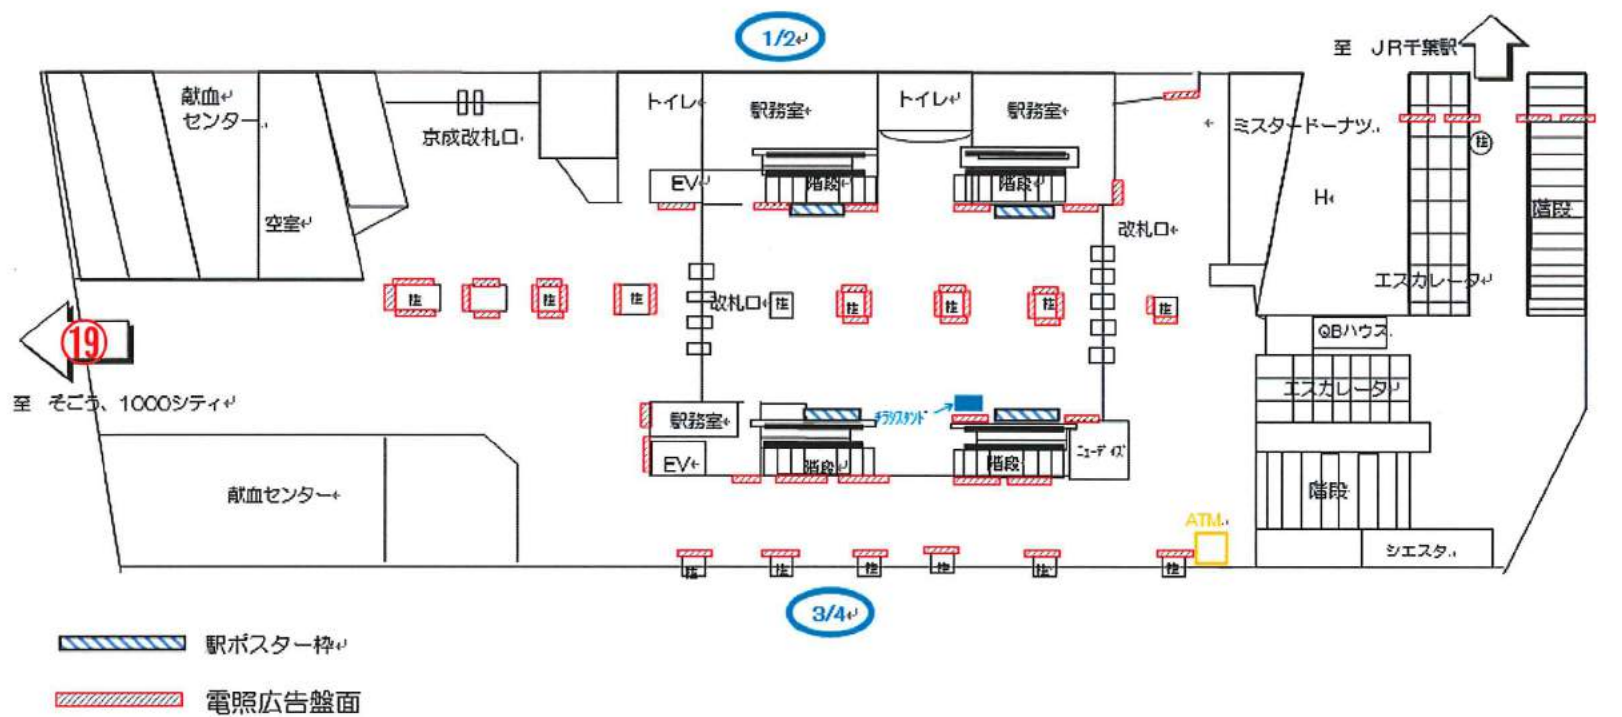 1/2
至 JR千葉駅
献血
センター
京成改札口
トイレ
駅務室
トイレ
駅務室
ミスタードーナツ
柱
EV
階段
階段
H
階段
空室
改札口
エスカレータ
柱
柱
柱
改札口
柱
柱
柱
柱
柱
QBハウス
19
至 そごう、1000シティ
エスカレータ
駅務室
チラシスタンド
EV
階段
階段
ニューデイズ
献血センター
階段
ATM
シエスタ
柱
柱
柱
柱
柱
柱
3/4
駅ポスター枠
電照広告盤面